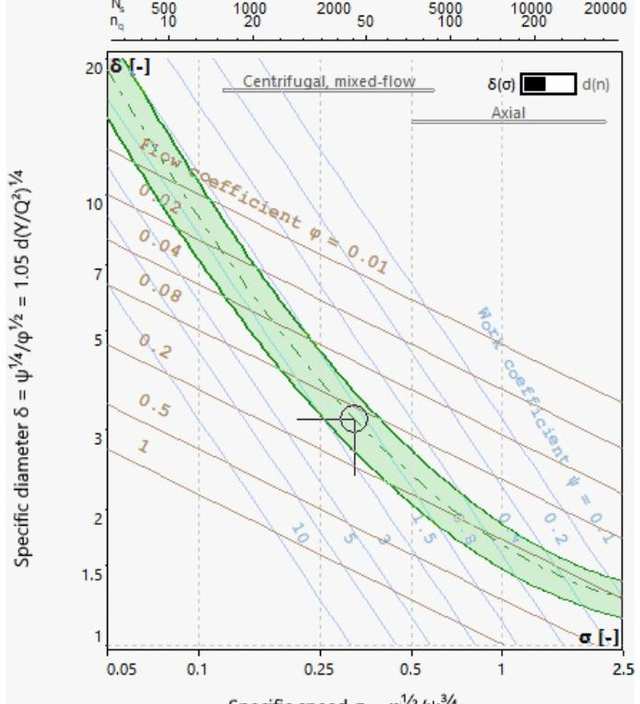 Ns 500 1000 2000 5000 10000 20000
nq 10 20 50 100 200
20 δ [-]
Centrifugal, mixed-flow
δ(σ) d(n)
Axial
Flow coefficient φ = 0.01
0.02
0.04
0.08
0.2
0.5
1
10
7
5
3
2
1.5
1
Specific diameter δ = ψ¼/φ½ = 1.05 d(Y/Q²)¼
Work coefficient ψ = 0.1
10 5 3 1.5 0.8 0.4 0.2
σ [-]
0.05 0.1 0.25 0.5 1 2.5